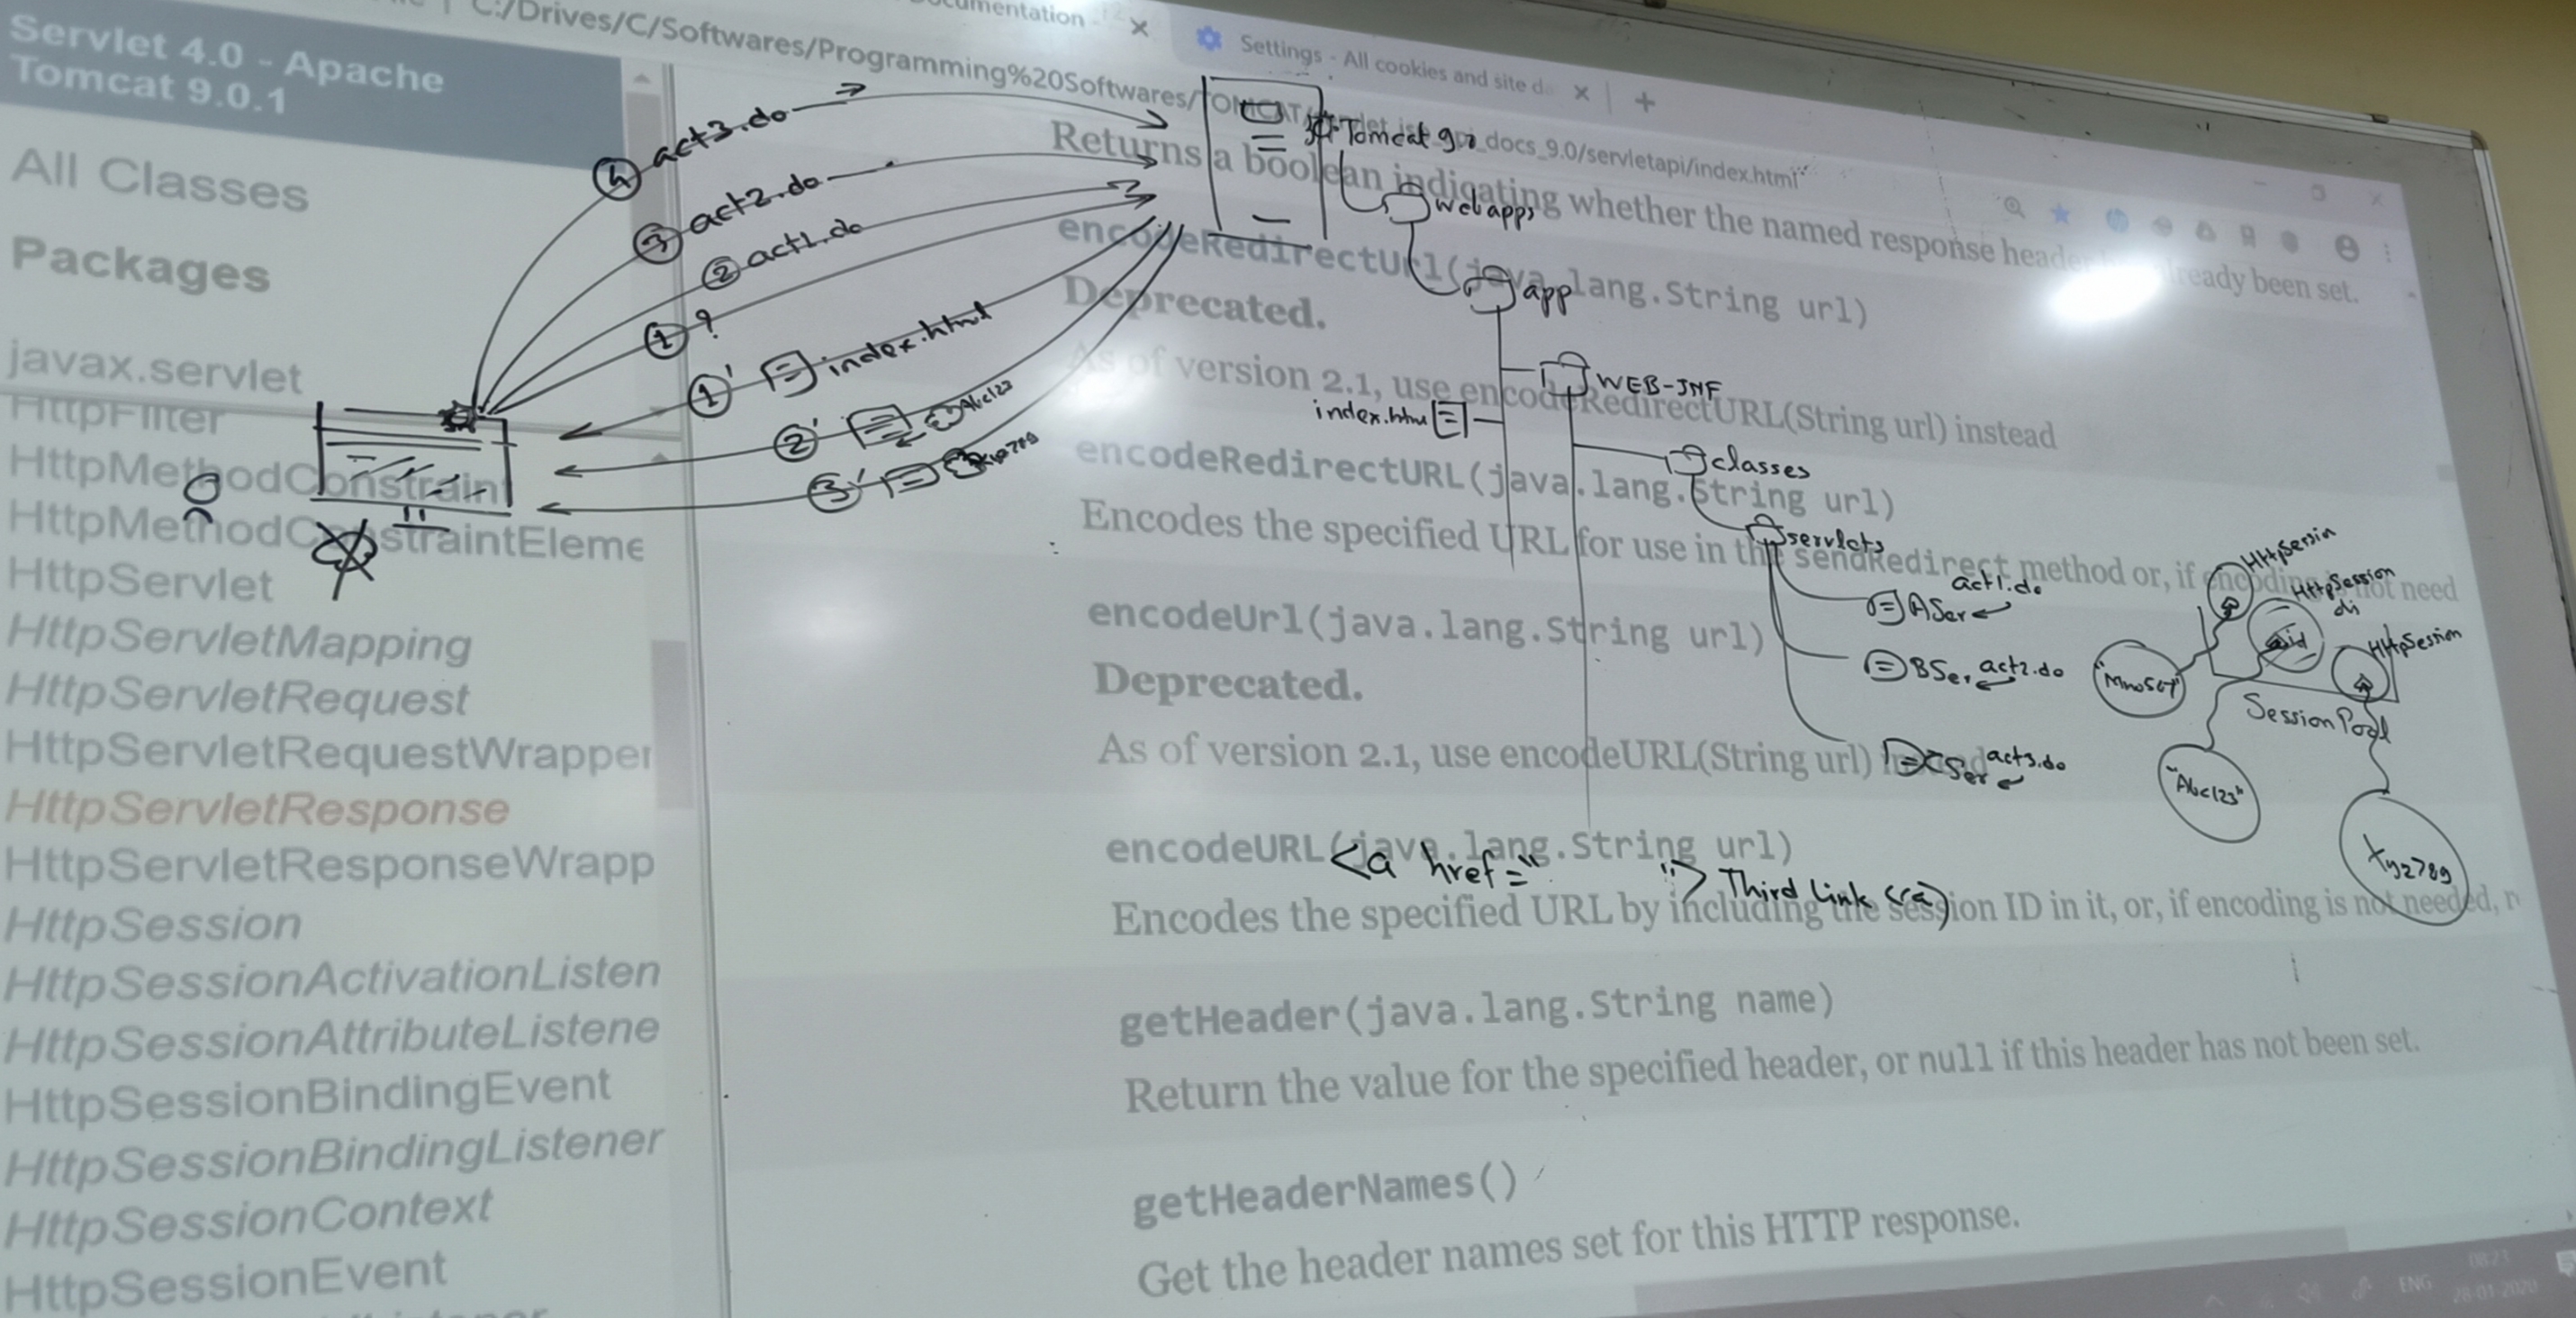 C:/Drives/C/Softwares/Programming%20Softwares/TOMCAT/
docs_9.0/servletapi/index.html
Settings - All cookies and site d
Servlet 4.0 - Apache
Tomcat 9.0.1
All Classes
Packages
javax.servlet
HttpFilter
HttpMethodConstraint
HttpMethodConstraintEleme
HttpServlet
HttpServletMapping
HttpServletRequest
HttpServletRequestWrapper
HttpServletResponse
HttpServletResponseWrapp
HttpSession
HttpSessionActivationListen
HttpSessionAttributeListene
HttpSessionBindingEvent
HttpSessionBindingListener
HttpSessionContext
HttpSessionEvent
Returns a boolean indicating whether the named response header already been set.
encodeRedirectUrl(java.lang.String url)
Deprecated.
As of version 2.1, use encodeRedirectURL(String url) instead
encodeRedirectURL(java.lang.String url)
Encodes the specified URL for use in the sendRedirect method or, if encoding is not need
encodeUrl(java.lang.String url)
Deprecated.
As of version 2.1, use encodeURL(String url)
encodeURL(java.lang.String url)
Encodes the specified URL by including the session ID in it, or, if encoding is not needed,
getHeader(java.lang.String name)
Return the value for the specified header, or null if this header has not been set.
getHeaderNames()
Get the header names set for this HTTP response.
4 act3.do
3 act2.do
2 act1.do
1 ?
1' index.html
2' Abc123
3'
Tomcat 9.0
webapps
app
WEB-INF
index.html
classes
servlets
act1.do
ASer
BSer act2.do
CSer act3.do
HttpSession
HttpSession
HttpSession
id
Session Pool
"Mno567"
"Abc123"
Xyz789
<a href=" "> Third Link </a>
08:23
ENG
28-01-2020